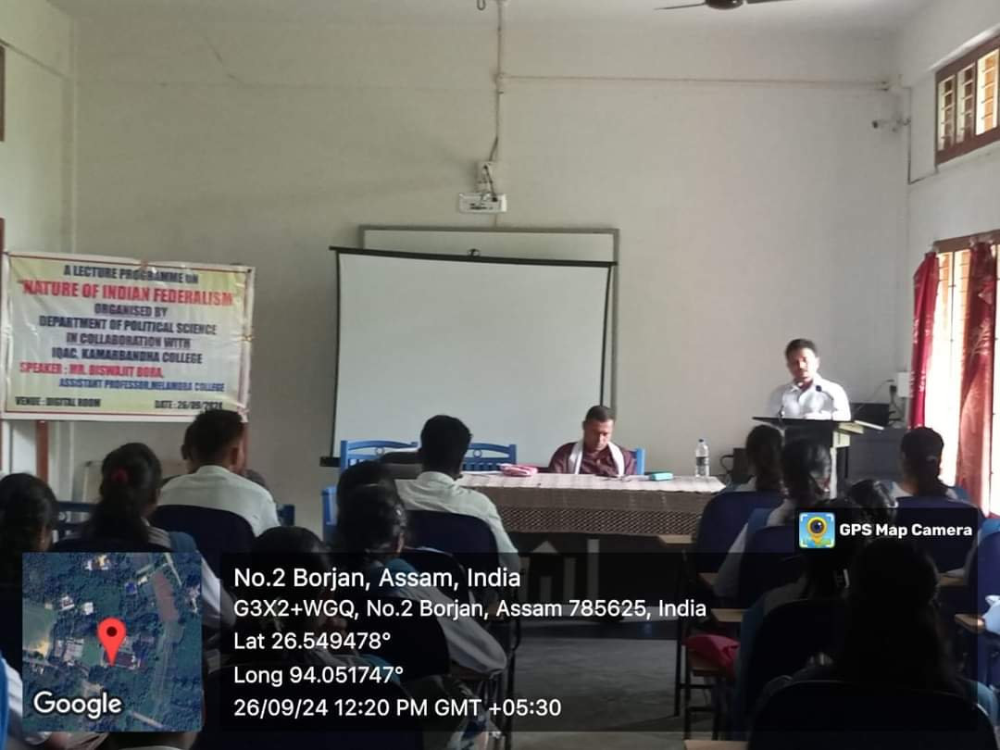 A LECTURE PROGRAMME ON
"NATURE OF INDIAN FEDERALISM
ORGANISED BY
DEPARTMENT OF POLITICAL SCIENCE
IN COLLABORATION WITH
IQAC, KAMARBANDHA COLLEGE
SPEAKER : MR. BISWAJIT BORA,
ASSISTANT PROFESSOR, MELAMORA COLLEGE
VENUE : DIGITAL ROOM DATE : 26/09/2024
GPS Map Camera
No.2 Borjan, Assam, India
G3X2+WGQ, No.2 Borjan, Assam 785625, India
Lat 26.549478°
Long 94.051747°
26/09/24 12:20 PM GMT +05:30
Google